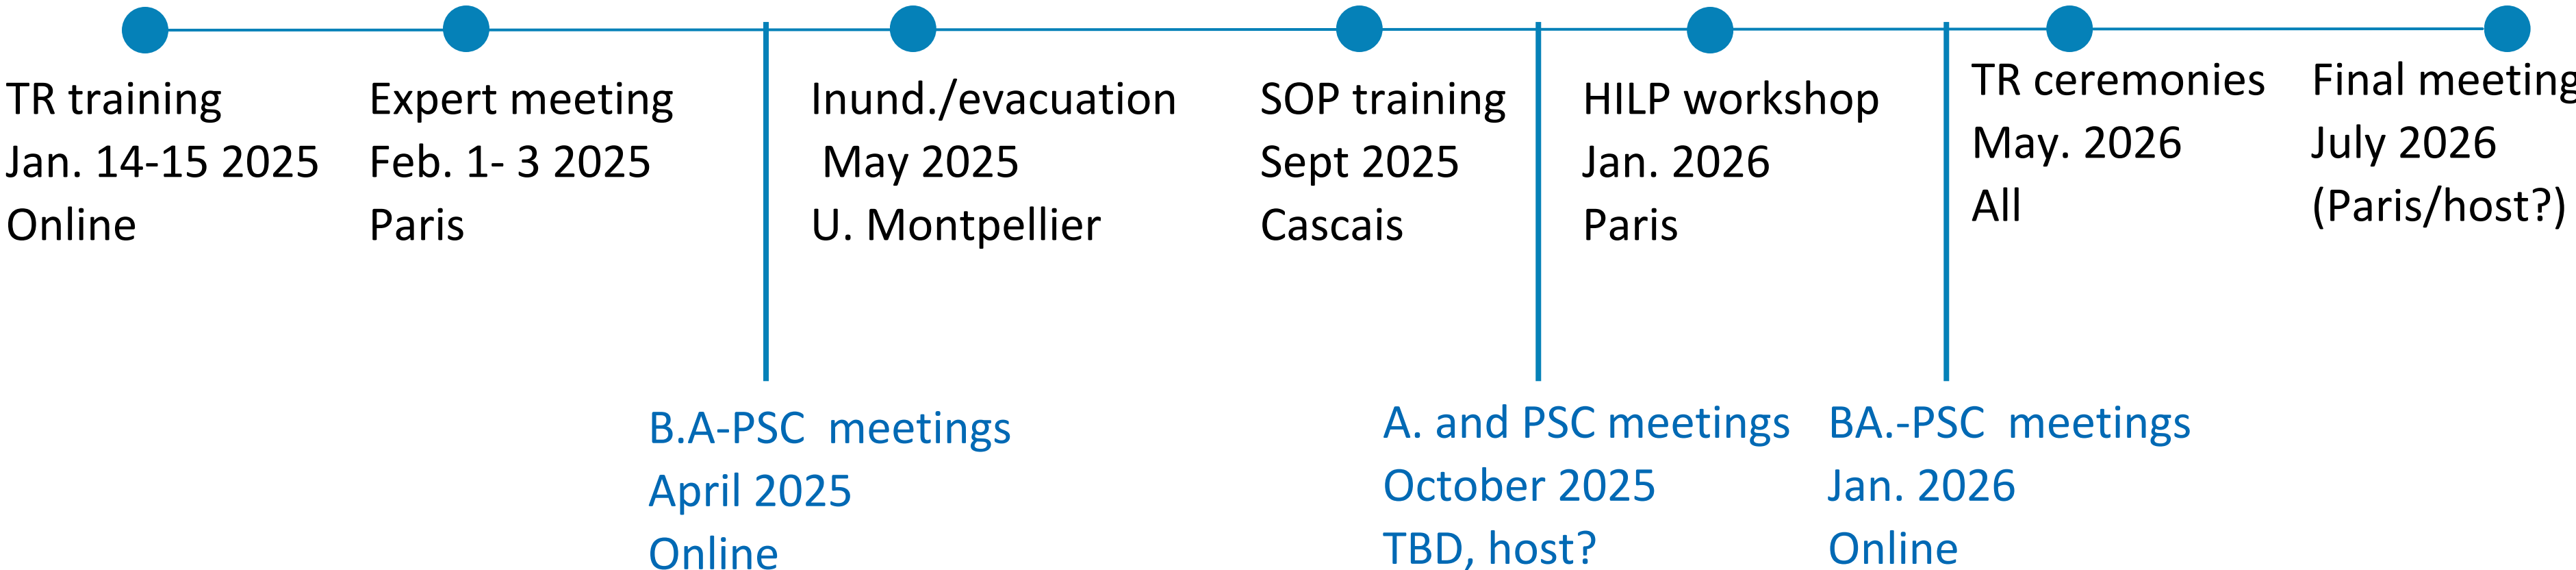 TR training
Jan. 14-15 2025
Online
Expert meeting
Feb. 1- 3 2025
Paris
Inund./evacuation
May 2025
U. Montpellier
SOP training
Sept 2025
Cascais
HILP workshop
Jan. 2026
Paris
TR ceremonies
May. 2026
All
Final meeting
July 2026
(Paris/host?)
B.A-PSC  meetings
April 2025
Online
A. and PSC meetings
October 2025
TBD, host?
BA.-PSC  meetings
Jan. 2026
Online